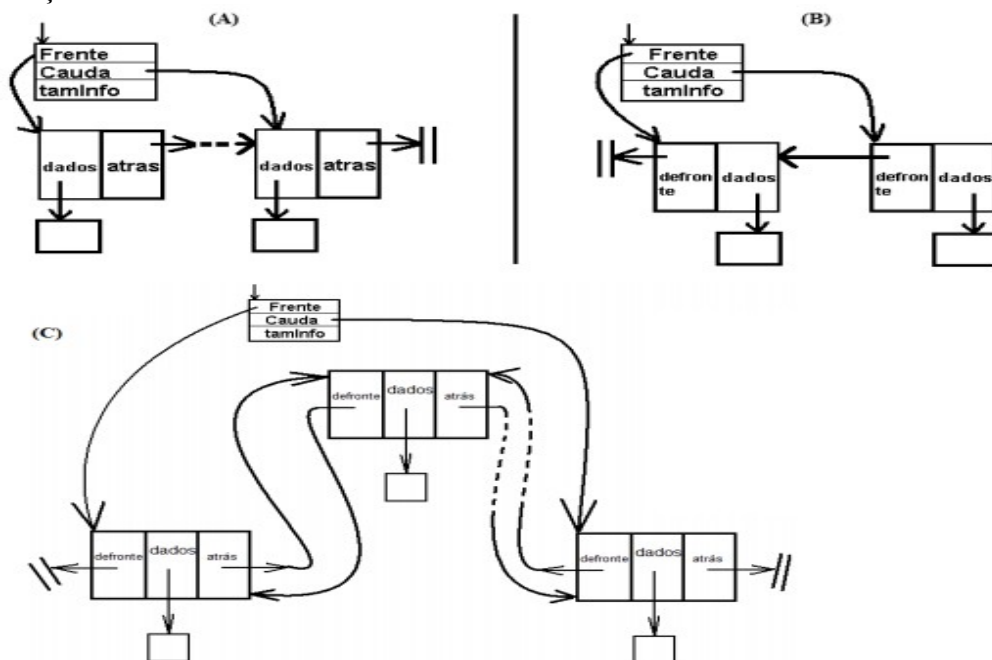 (A)
Frente
Cauda
tamInfo
dados
atras
dados
atras
(B)
Frente
Cauda
tamInfo
defron
te
dados
defron
te
dados
(C)
Frente
Cauda
tamInfo
defronte
dados
atrás
defronte
dados
atrás
defronte
dados
atrás